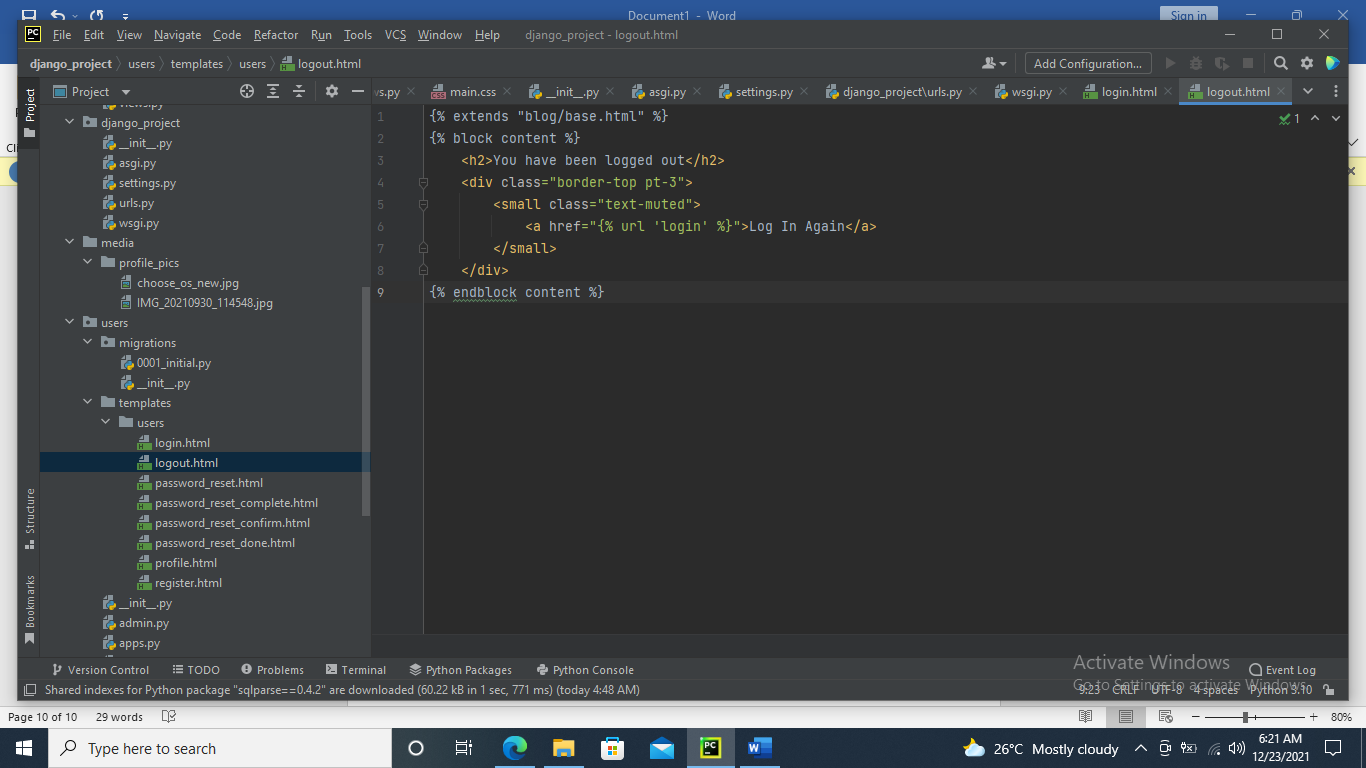 Document1 - Word
Sign in
PC File Edit View Navigate Code Refactor Run Tools VCS Window Help django_project - logout.html
django_project users templates users logout.html Add Configuration...
Project Project
vs.py main.css __init__.py asgi.py settings.py django_project\urls.py wsgi.py login.html logout.html
views.py
django_project
__init__.py
asgi.py
settings.py
urls.py
wsgi.py
media
profile_pics
choose_os_new.jpg
IMG_20210930_114548.jpg
users
migrations
0001_initial.py
__init__.py
templates
users
login.html
logout.html
password_reset.html
password_reset_complete.html
password_reset_confirm.html
password_reset_done.html
profile.html
register.html
__init__.py
admin.py
apps.py
Structure
Bookmarks
1 {% extends "blog/base.html" %}
2 {% block content %}
3 <h2>You have been logged out</h2>
4 <div class="border-top pt-3">
5 <small class="text-muted">
6 <a href="{% url 'login' %}">Log In Again</a>
7 </small>
8 </div>
9 {% endblock content %}
1
Version Control TODO Problems Terminal Python Packages Python Console Event Log
Activate Windows
Go to Settings to activate Windows.
Shared indexes for Python package "sqlparse==0.4.2" are downloaded (60.22 kB in 1 sec, 771 ms) (today 4:48 AM) 9:23 CRLF UTF-8 4 spaces Python 3.10
Page 10 of 10 29 words 80%
Type here to search
26°C Mostly cloudy
6:21 AM
12/23/2021